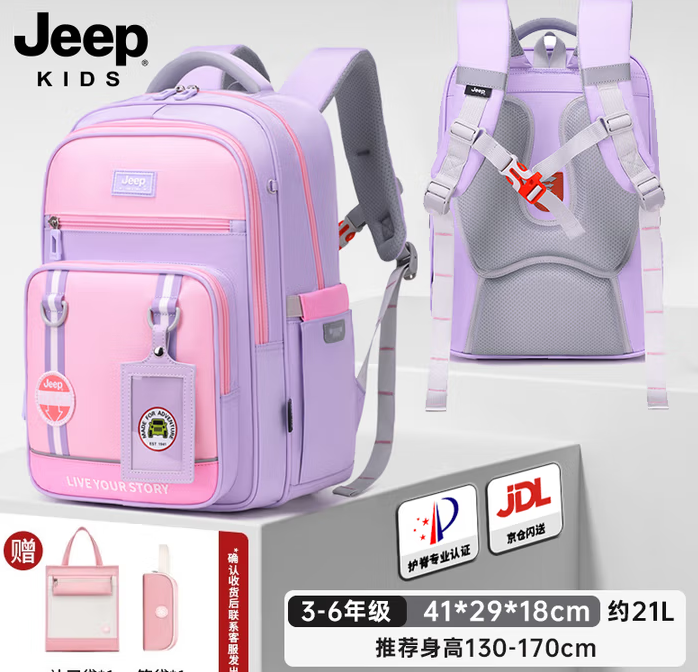 Jeep
KIDS
Jeep
Jeep
Jeep
MADE FOR ADVENTURE
EST 1941
LIVE YOUR STORY
护脊专业认证
JDL
京仓闪送
赠
*确认收货后联系客服发出
3-6年级 41*29*18cm 约21L
推荐身高130-170cm